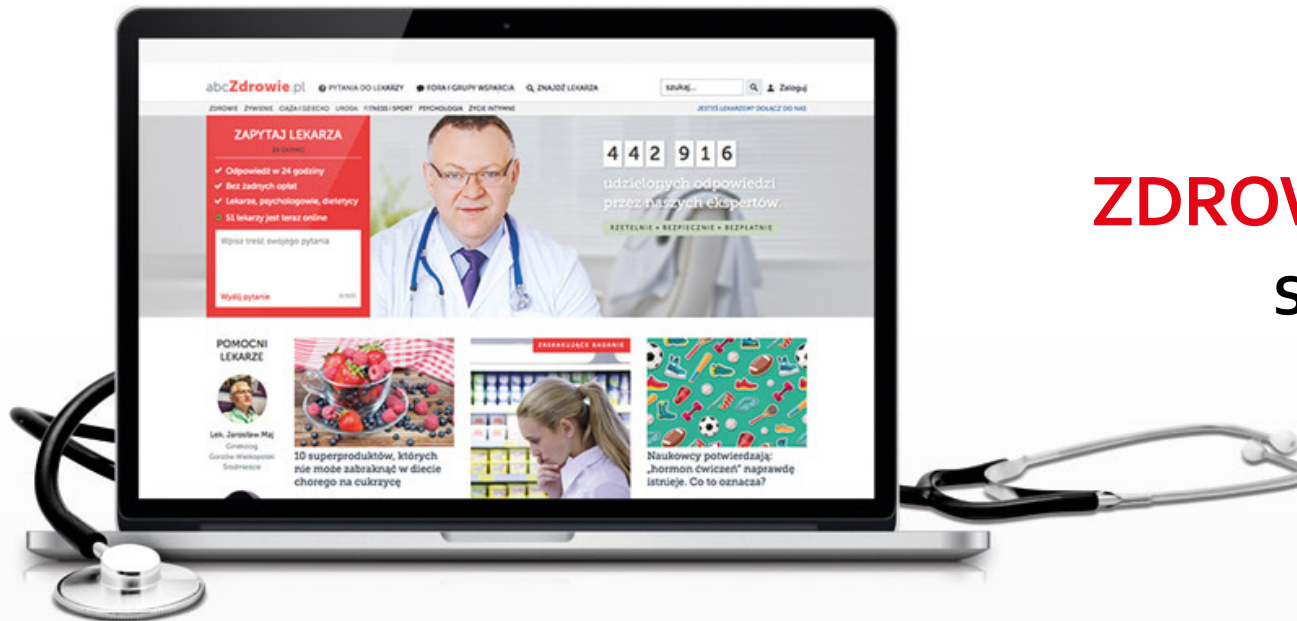 abcZdrowie.pl
PYTANIA DO LEKARZY
FORA I GRUPY WSPARCIA
ZNAJDŹ LEKARZA
szukaj...
Zaloguj
ZDROWIE ŻYWIENIE CIĄŻA I DZIECKO URODA FITNESS I SPORT PSYCHOLOGIA ŻYCIE INTYMNE
JESTEŚ LEKARZEM? DOŁĄCZ DO NAS
ZAPYTAJ LEKARZA
ZA DARMO
Odpowiedź w 24 godziny
Bez żadnych opłat
Lekarze, psychologowie, dietetycy
51 lekarzy jest teraz online
Wpisz treść swojego pytania
Wyślij pytanie
0/500
442 916
udzielonych odpowiedzi
przez naszych ekspertów.
RZETELNIE • BEZPIECZNIE • BEZPŁATNIE
POMOCNI
LEKARZE
Lek. Jarosław Maj
Ginekolog
Gorzów Wielkopolski
Śródmieście
10 superproduktów, których
nie może zabraknąć w diecie
chorego na cukrzycę
ZASKAKUJĄCE BADANIE
Naukowcy potwierdzają:
„hormon ćwiczeń” naprawdę
istnieje. Co to oznacza?
ZDROW
S